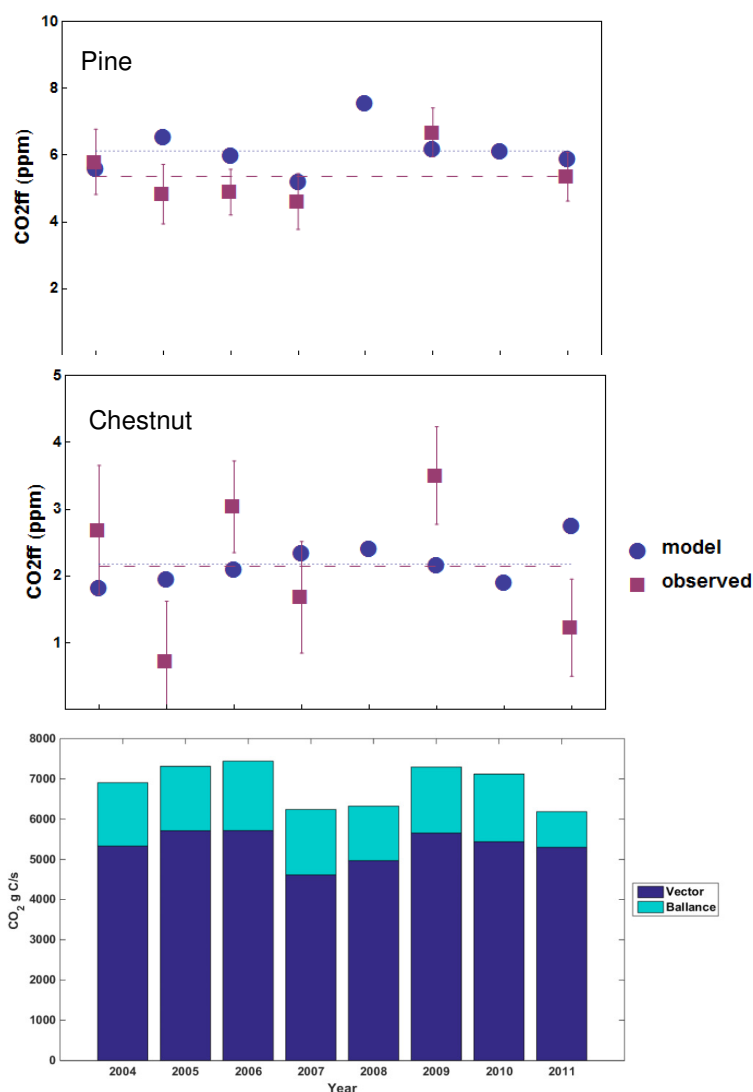 10
Pine
8
6
4
2
CO2ff (ppm)
5
Chestnut
4
3
2
1
CO2ff (ppm)
model
observed
8000
7000
6000
5000
4000
3000
2000
1000
0
CO2 g C/s
2004 2005 2006 2007 2008 2009 2010 2011
Year
Vector
Ballance